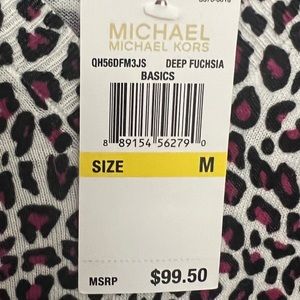 MICHAEL
MICHAEL KORS
QH56DFM3JS DEEP FUCHSIA
BASICS
8 89154 56279 0
SIZE M
MSRP $99.50